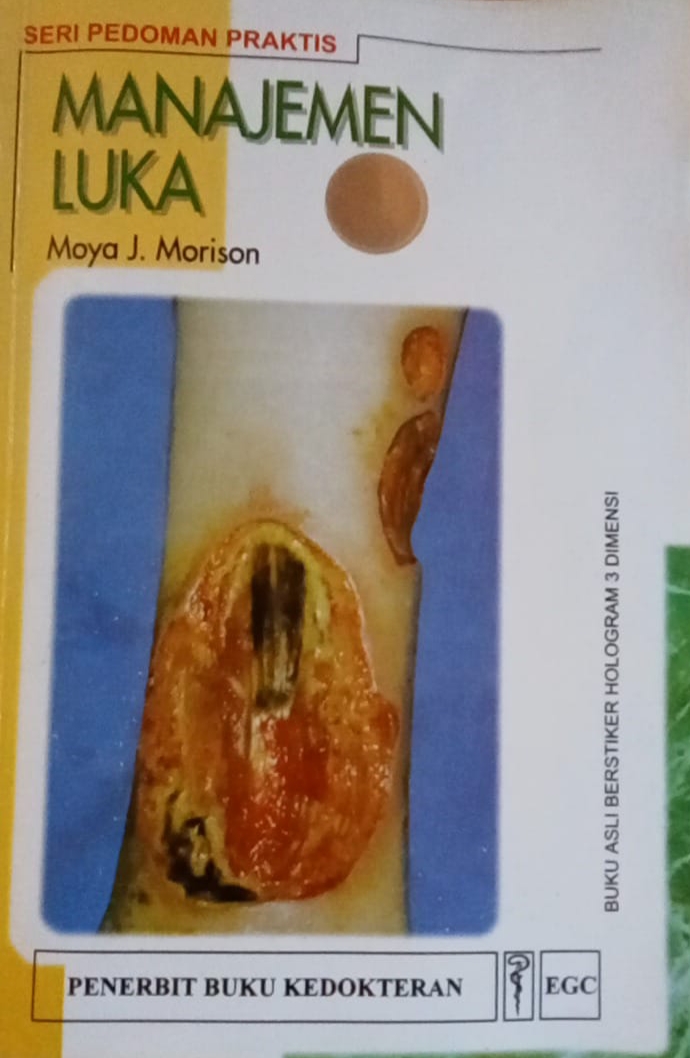 SERI PEDOMAN PRAKTIS
MANAJEMEN
LUKA
Moya J. Morison
BUKU ASLI BERSTIKER HOLOGRAM 3 DIMENSI
PENERBIT BUKU KEDOKTERAN
EGC